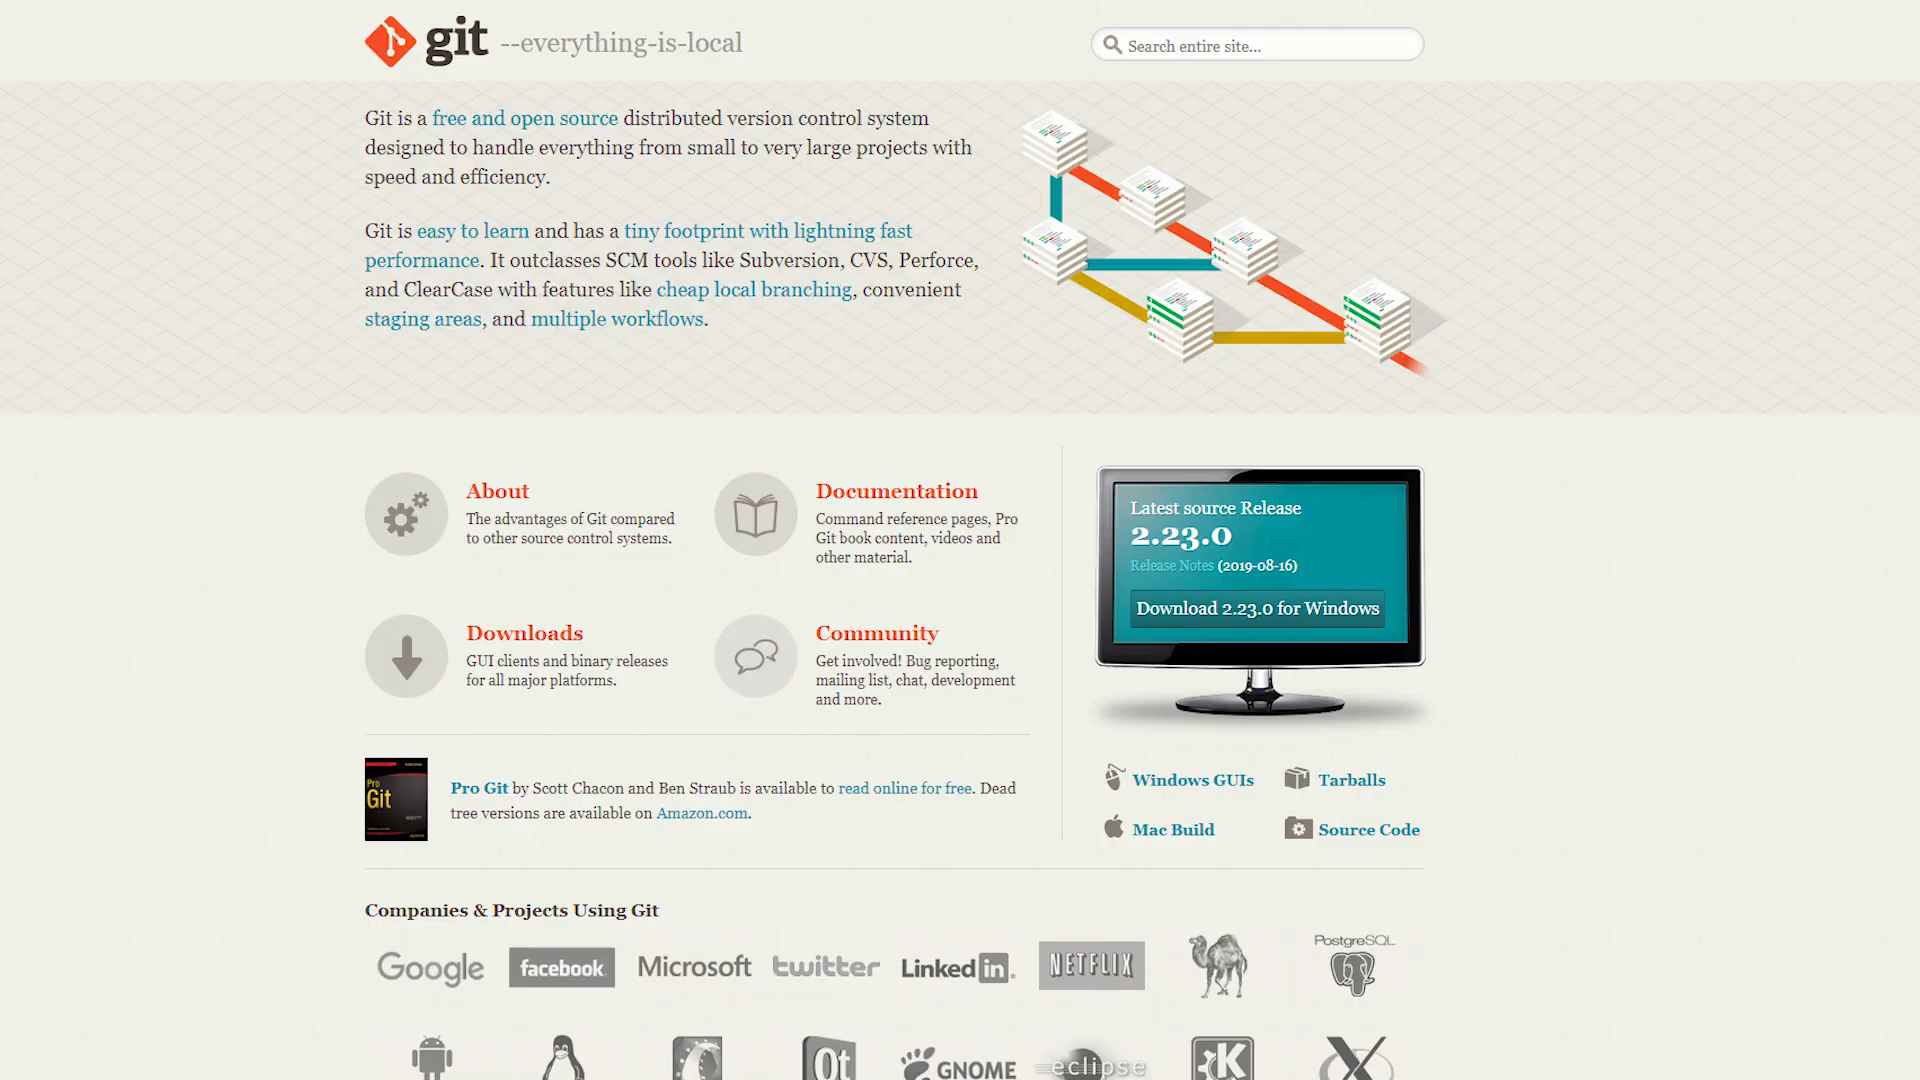 git --everything-is-local
Search entire site...
Git is a free and open source distributed version control system
designed to handle everything from small to very large projects with
speed and efficiency.
Git is easy to learn and has a tiny footprint with lightning fast
performance. It outclasses SCM tools like Subversion, CVS, Perforce,
and ClearCase with features like cheap local branching, convenient
staging areas, and multiple workflows.
About
The advantages of Git compared
to other source control systems.
Documentation
Command reference pages, Pro
Git book content, videos and
other material.
Downloads
GUI clients and binary releases
for all major platforms.
Community
Get involved! Bug reporting,
mailing list, chat, development
and more.
Latest source Release
2.23.0
Release Notes (2019-08-16)
Download 2.23.0 for Windows
Windows GUIs
Tarballs
Mac Build
Source Code
Pro
Git
Pro Git by Scott Chacon and Ben Straub is available to read online for free. Dead
tree versions are available on Amazon.com.
Companies & Projects Using Git
Google facebook Microsoft twitter Linked in NETFLIX PostgreSQL
Qt GNOME eclipse K X